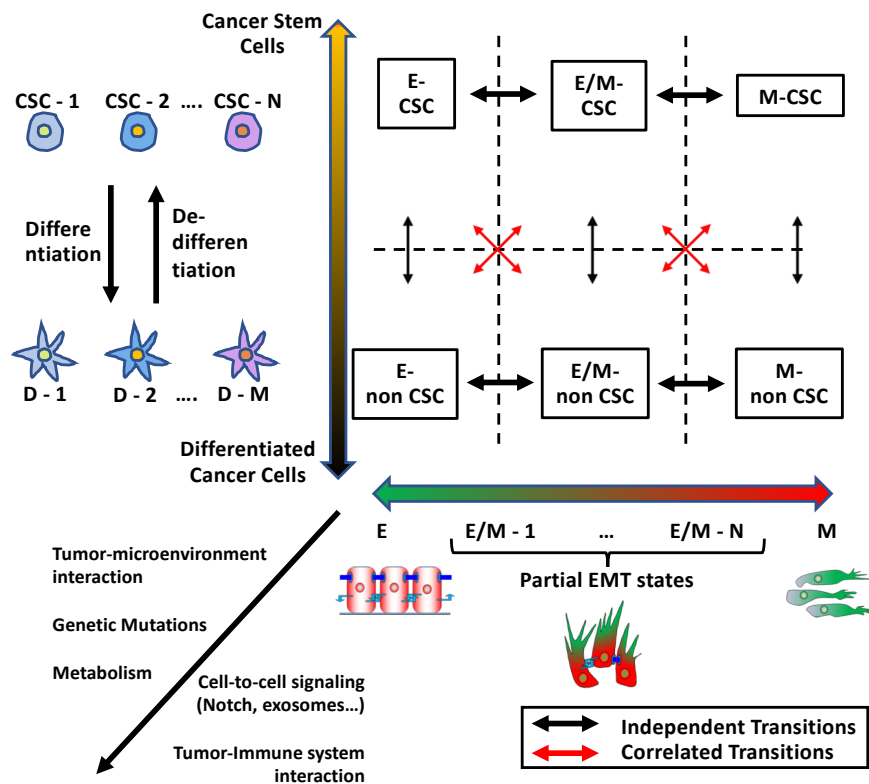 Cancer Stem
Cells
CSC - 1
CSC - 2
....
CSC - N
Differe
ntiation
De-
differen
tiation
D - 1
D - 2
....
D - M
Differentiated
Cancer Cells
E-
CSC
E/M-
CSC
M-CSC
E-
non CSC
E/M-
non CSC
M-
non CSC
E
E/M - 1
...
E/M - N
M
Partial EMT states
Tumor-microenvironment
interaction
Genetic Mutations
Metabolism
Cell-to-cell signaling
(Notch, exosomes...)
Tumor-Immune system
interaction
Independent Transitions
Correlated Transitions